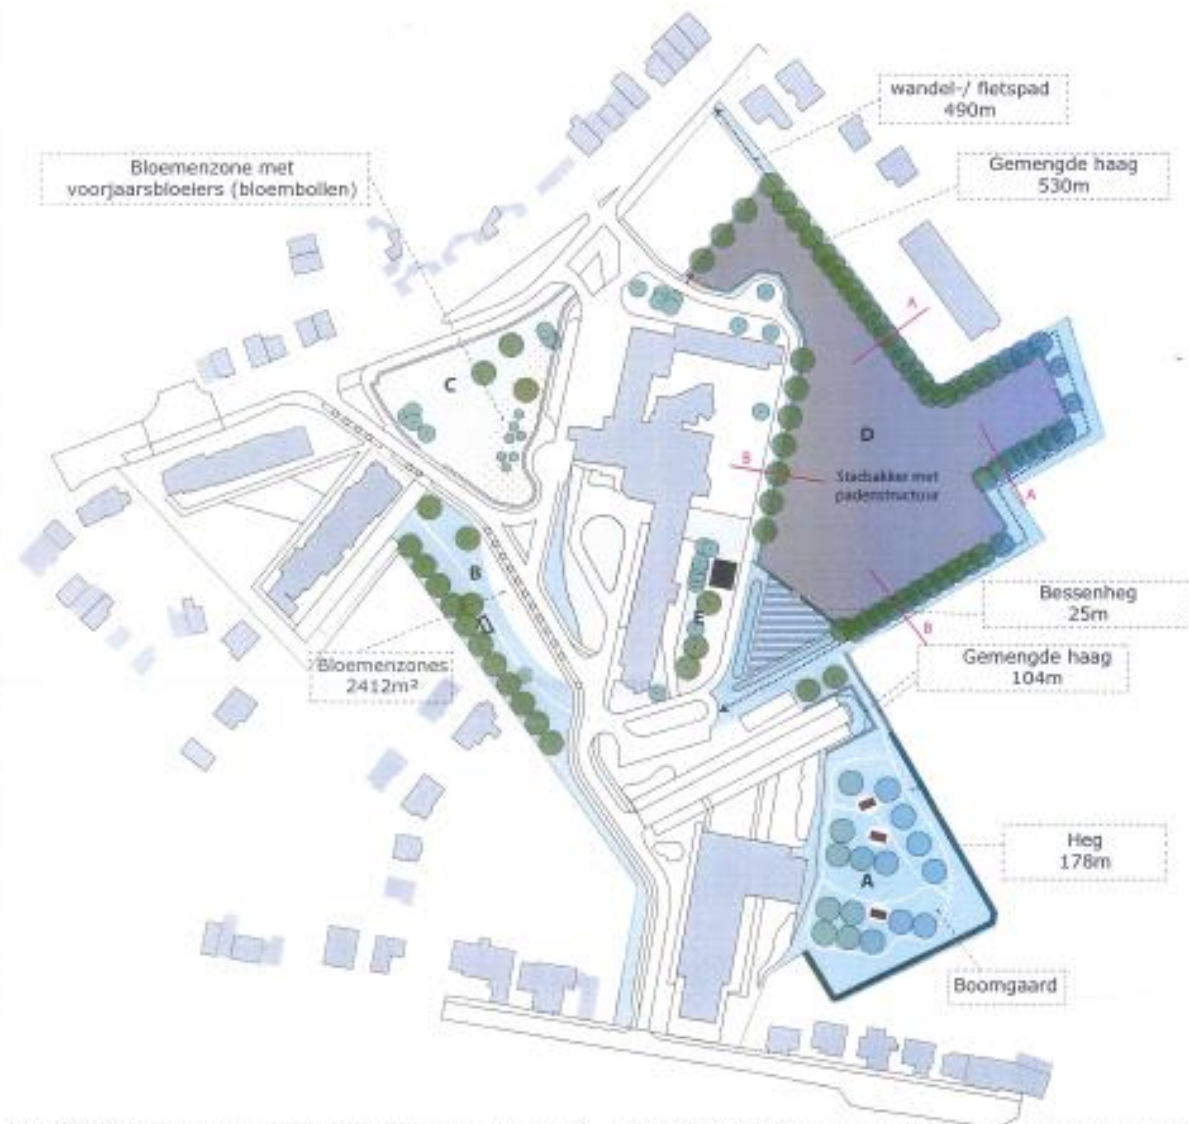 wandel-/ fietspad
490m
Gemengde haag
530m
Bloemenzone met
voorjaarsbloeiers (bloembollen)
A
C
D
B
Stadsakker met
padenstructuur
A
B
Bessenheg
25m
E
B
Gemengde haag
104m
Bloemenzones
2412m²
Heg
178m
A
Boomgaard